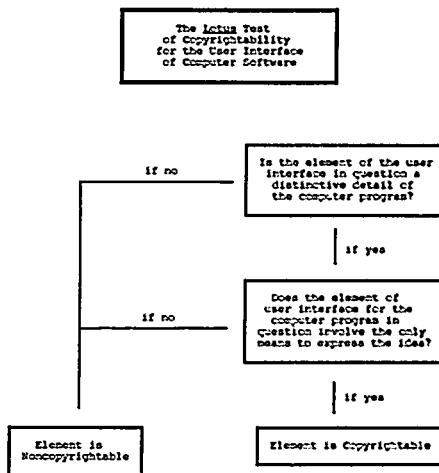 The Lotus Test
of Copyrightability
for the User Interface
of Computer Software
Is the element of the user
interface in question a
distinctive detail of
the computer program?
if no
if yes
Does the element of
user interface for the
computer program in
question involve the only
means to express the idea?
if no
if yes
Element is
Noncopyrightable
Element is Copyrightable